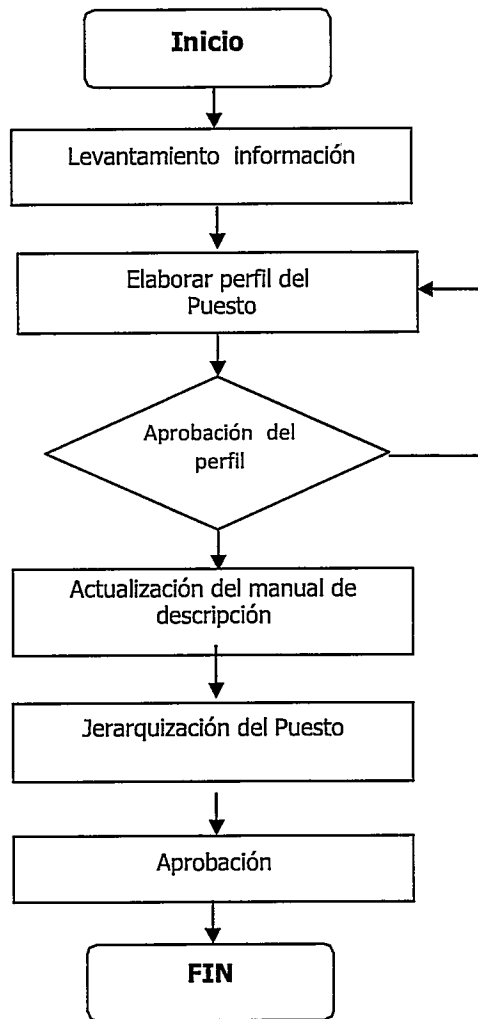 Inicio
Levantamiento información
Elaborar perfil del
Puesto
Aprobación del
perfil
Actualización del manual de
descripción
Jerarquización del Puesto
Aprobación
FIN